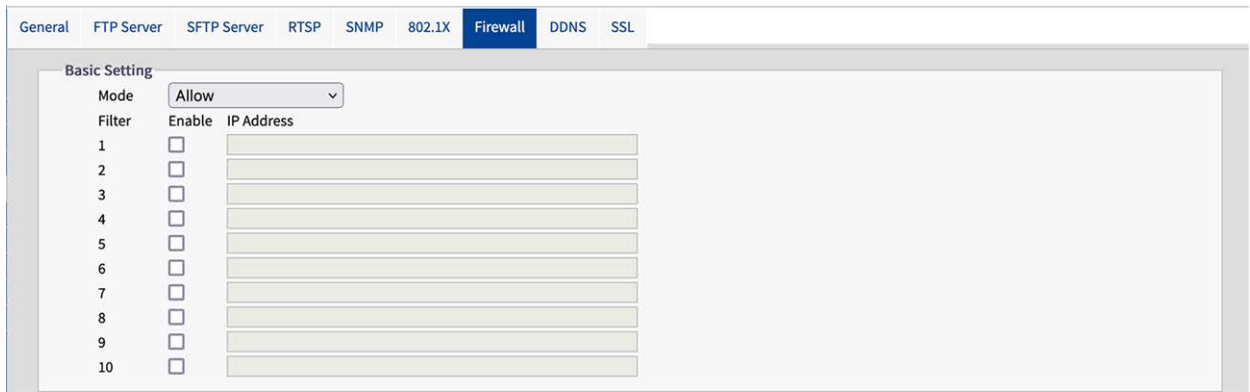 General FTP Server SFTP Server RTSP SNMP 802.1X Firewall DDNS SSL
Basic Setting
Mode Allow
Filter Enable IP Address
1
2
3
4
5
6
7
8
9
10